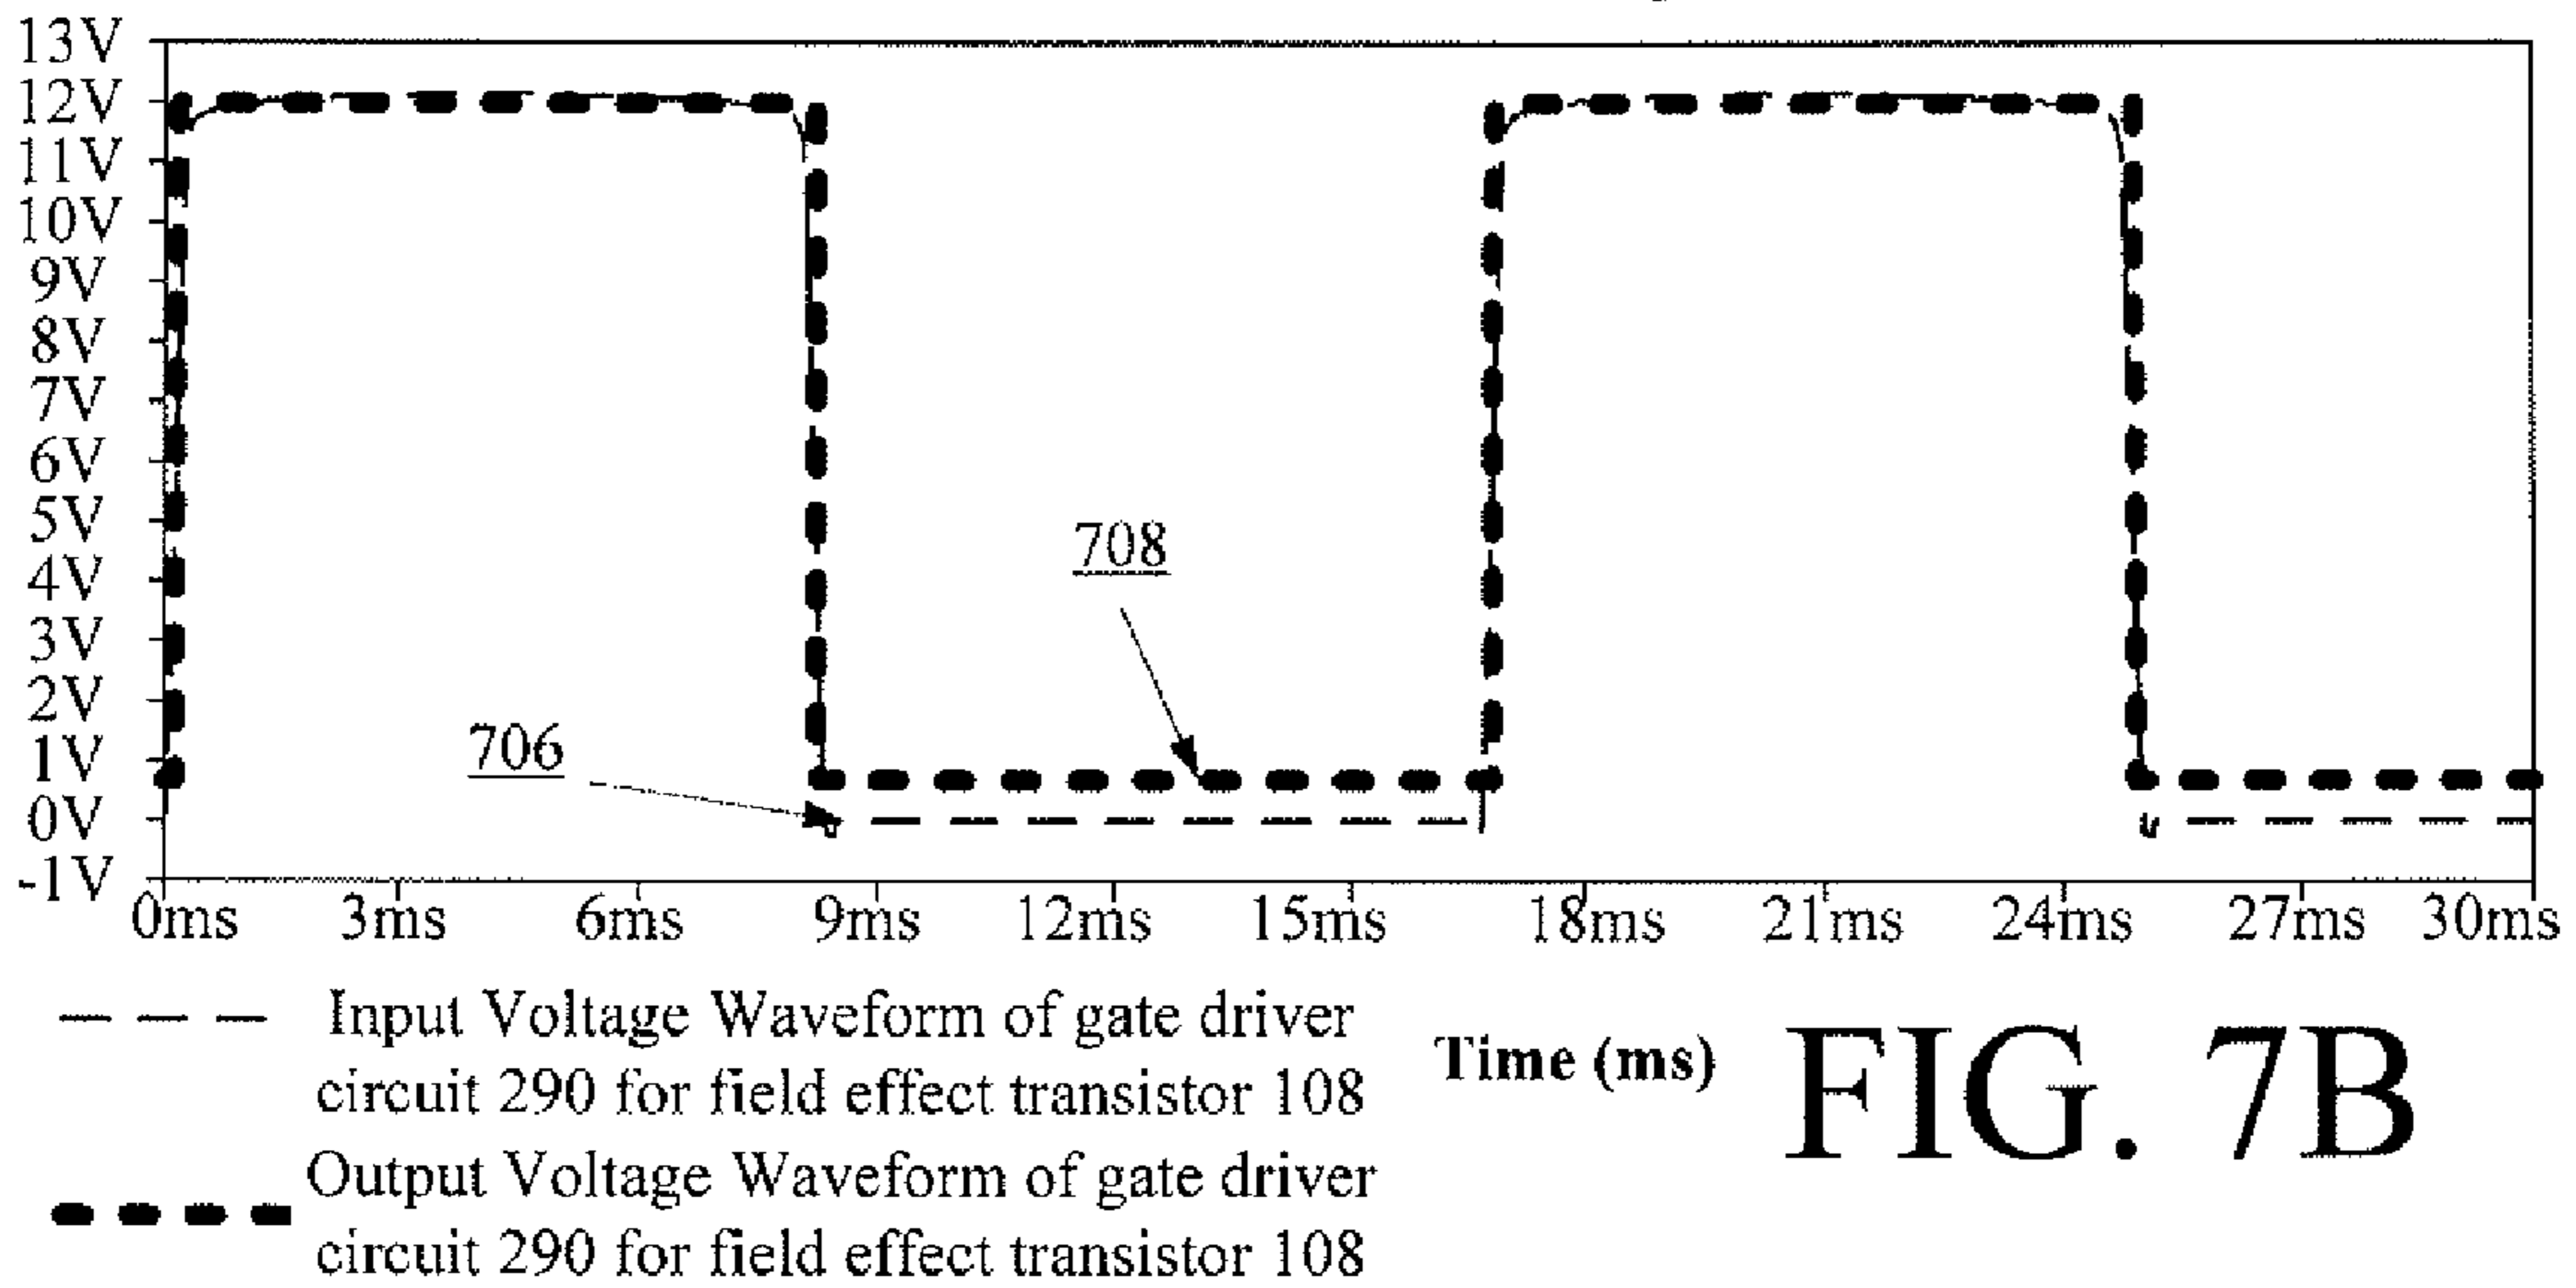 13V
12V
11V
10V
9V
8V
7V
6V
5V
4V
3V
2V
1V
0V
-1V
708
706
0ms 3ms 6ms 9ms 12ms 15ms 18ms 21ms 24ms 27ms 30ms
Input Voltage Waveform of gate driver
circuit 290 for field effect transistor 108
Output Voltage Waveform of gate driver
circuit 290 for field effect transistor 108
Time (ms)
FIG. 7B